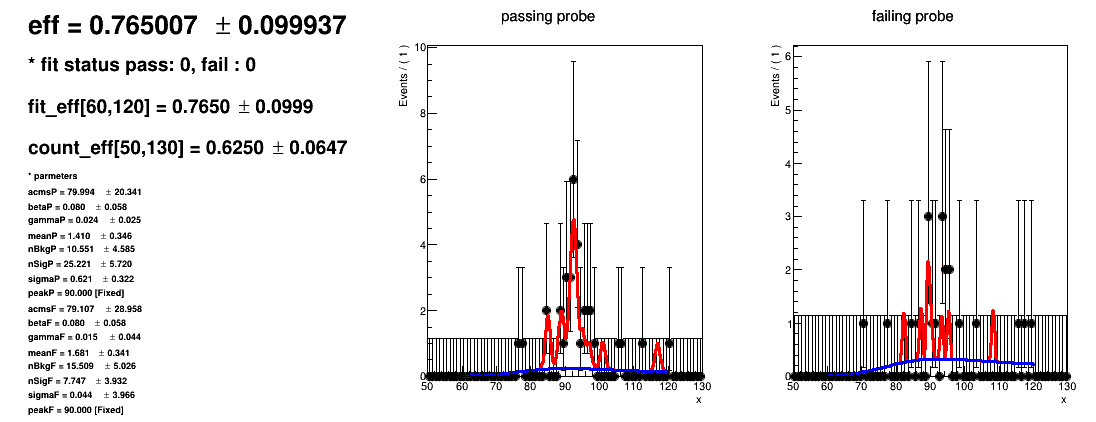 eff = 0.765007 ± 0.099937
* fit status pass: 0, fail : 0
fit_eff[60,120] = 0.7650 ± 0.0999
count_eff[50,130] = 0.6250 ± 0.0647
* parmeters
acmsP = 79.994 ± 20.341
betaP = 0.080 ± 0.058
gammaP = 0.024 ± 0.025
meanP = 1.410 ± 0.346
nBkgP = 10.551 ± 4.585
nSigP = 25.221 ± 5.720
sigmaP = 0.621 ± 0.322
peakP = 90.000 [Fixed]
acmsF = 79.107 ± 28.958
betaF = 0.080 ± 0.058
gammaF = 0.015 ± 0.044
meanF = 1.681 ± 0.341
nBkgF = 15.509 ± 5.026
nSigF = 7.747 ± 3.932
sigmaF = 0.044 ± 3.966
peakF = 90.000 [Fixed]
passing probe
Events / ( 1 )
10
8
6
4
2
0
50 60 70 80 90 100 110 120 130
x
failing probe
Events / ( 1 )
6
5
4
3
2
1
0
50 60 70 80 90 100 110 120 130
x